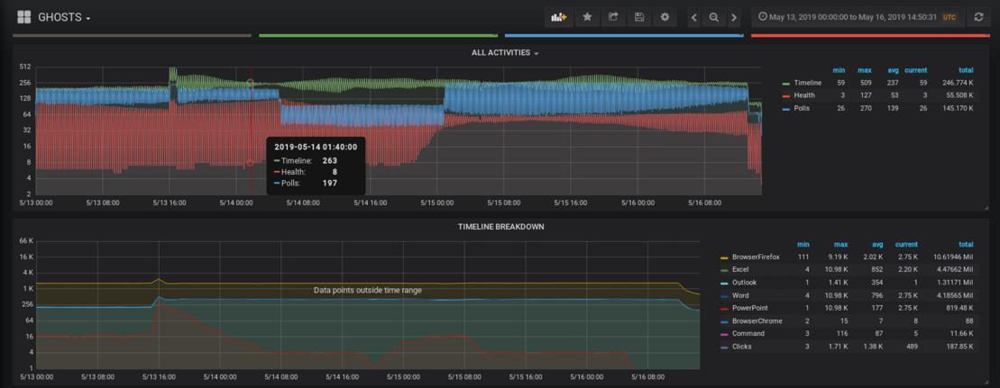 GHOSTS
May 13, 2019 00:00:00 to May 16, 2019 14:50:31 UTC
ALL ACTIVITIES
512
256
128
64
32
16
8
4
2
5/13 00:00 5/13 08:00 5/13 16:00 5/14 00:00 5/14 08:00 5/14 16:00 5/15 00:00 5/15 08:00 5/15 16:00 5/16 00:00 5/16 08:00
2019-05-14 01:40:00
Timeline: 263
Health: 8
Polls: 197
min max avg current total
Timeline 59 509 237 59 246.774 K
Health 3 127 53 3 55.508 K
Polls 26 270 139 26 145.170 K
TIMELINE BREAKDOWN
66 K
16 K
4 K
1 K
256
64
16
4
1
Data points outside time range
5/13 00:00 5/13 08:00 5/13 16:00 5/14 00:00 5/14 08:00 5/14 16:00 5/15 00:00 5/15 08:00 5/15 16:00 5/16 00:00 5/16 08:00
min max avg current total
BrowserFirefox 111 9.19 K 2.02 K 2.75 K 10.61946 Mil
Excel 4 10.98 K 852 2.20 K 4.47662 Mil
Outlook 1 1.41 K 354 1 1.31171 Mil
Word 4 10.98 K 796 2.75 K 4.18565 Mil
PowerPoint 1 10.98 K 177 2.75 K 819.48 K
BrowserChrome 2 15 7 8 88
Command 3 116 87 5 11.66 K
Clicks 3 1.71 K 1.38 K 489 187.85 K